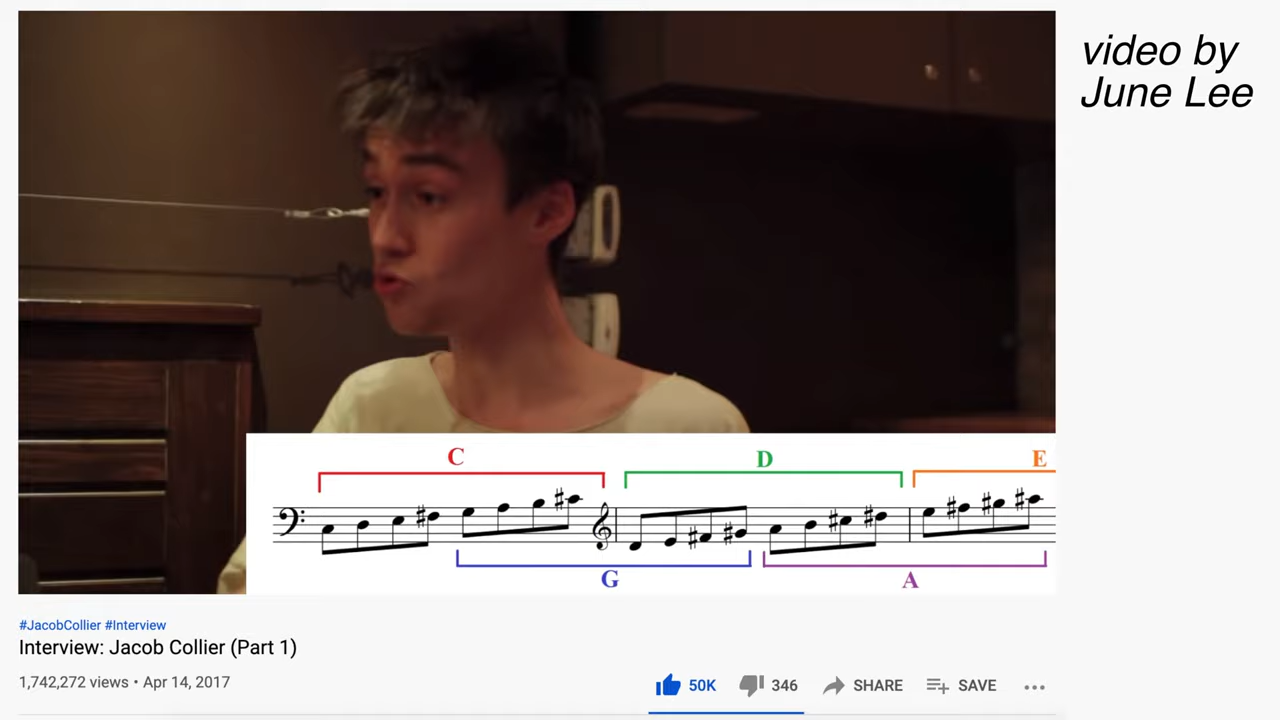 video by
June Lee
C
D
E
G
A
#JacobCollier #Interview
Interview: Jacob Collier (Part 1)
1,742,272 views • Apr 14, 2017
50K 346 SHARE SAVE